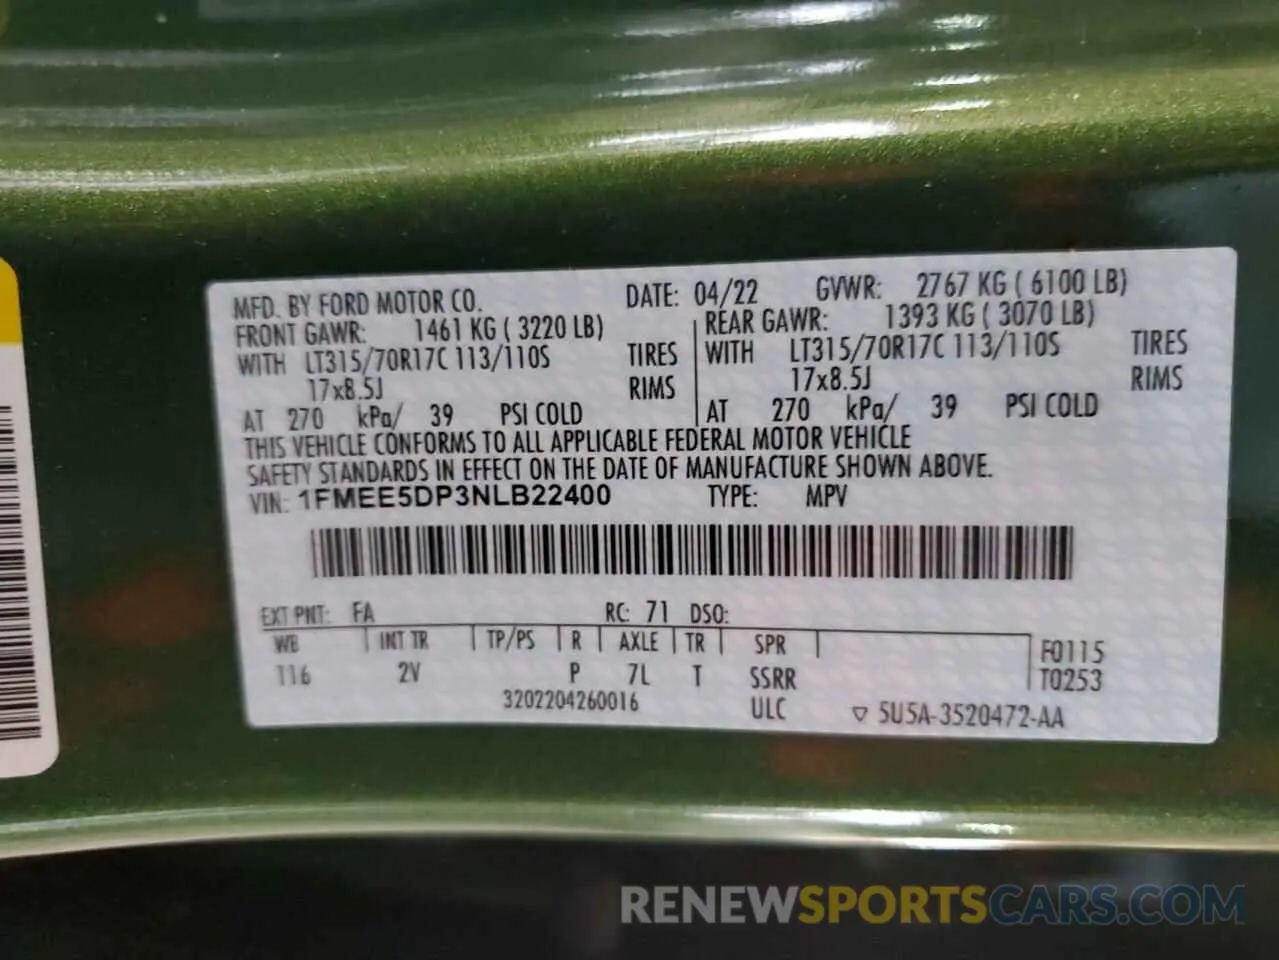 MFD. BY FORD MOTOR CO. DATE: 04/22 GVWR: 2767 KG ( 6100 LB)
FRONT GAWR: 1461 KG ( 3220 LB) REAR GAWR: 1393 KG ( 3070 LB)
WITH LT315/70R17C 113/110S TIRES WITH LT315/70R17C 113/110S TIRES
17x8.5J RIMS 17x8.5J RIMS
AT 270 kPa/ 39 PSI COLD AT 270 kPa/ 39 PSI COLD
THIS VEHICLE CONFORMS TO ALL APPLICABLE FEDERAL MOTOR VEHICLE
SAFETY STANDARDS IN EFFECT ON THE DATE OF MANUFACTURE SHOWN ABOVE.
VIN: 1FMEE5DP3NLB22400 TYPE: MPV
EXT PNT: FA RC: 71 DSO:
WB INT TR TP/PS R AXLE TR SPR F0115
116 2V P 7L T SSRR T0253
3202204260016 ULC ▽ 5U5A-3520472-AA
RENEWSPORTSCARS.COM